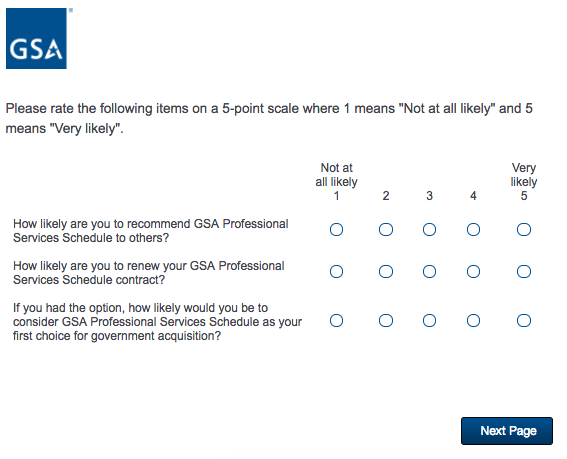 GSA
Please rate the following items on a 5-point scale where 1 means "Not at all likely" and 5
means "Very likely".
Not at
all likely
1
2
3
4
Very
likely
5
How likely are you to recommend GSA Professional
Services Schedule to others?
How likely are you to renew your GSA Professional
Services Schedule contract?
If you had the option, how likely would you be to
consider GSA Professional Services Schedule as your
first choice for government acquisition?
Next Page